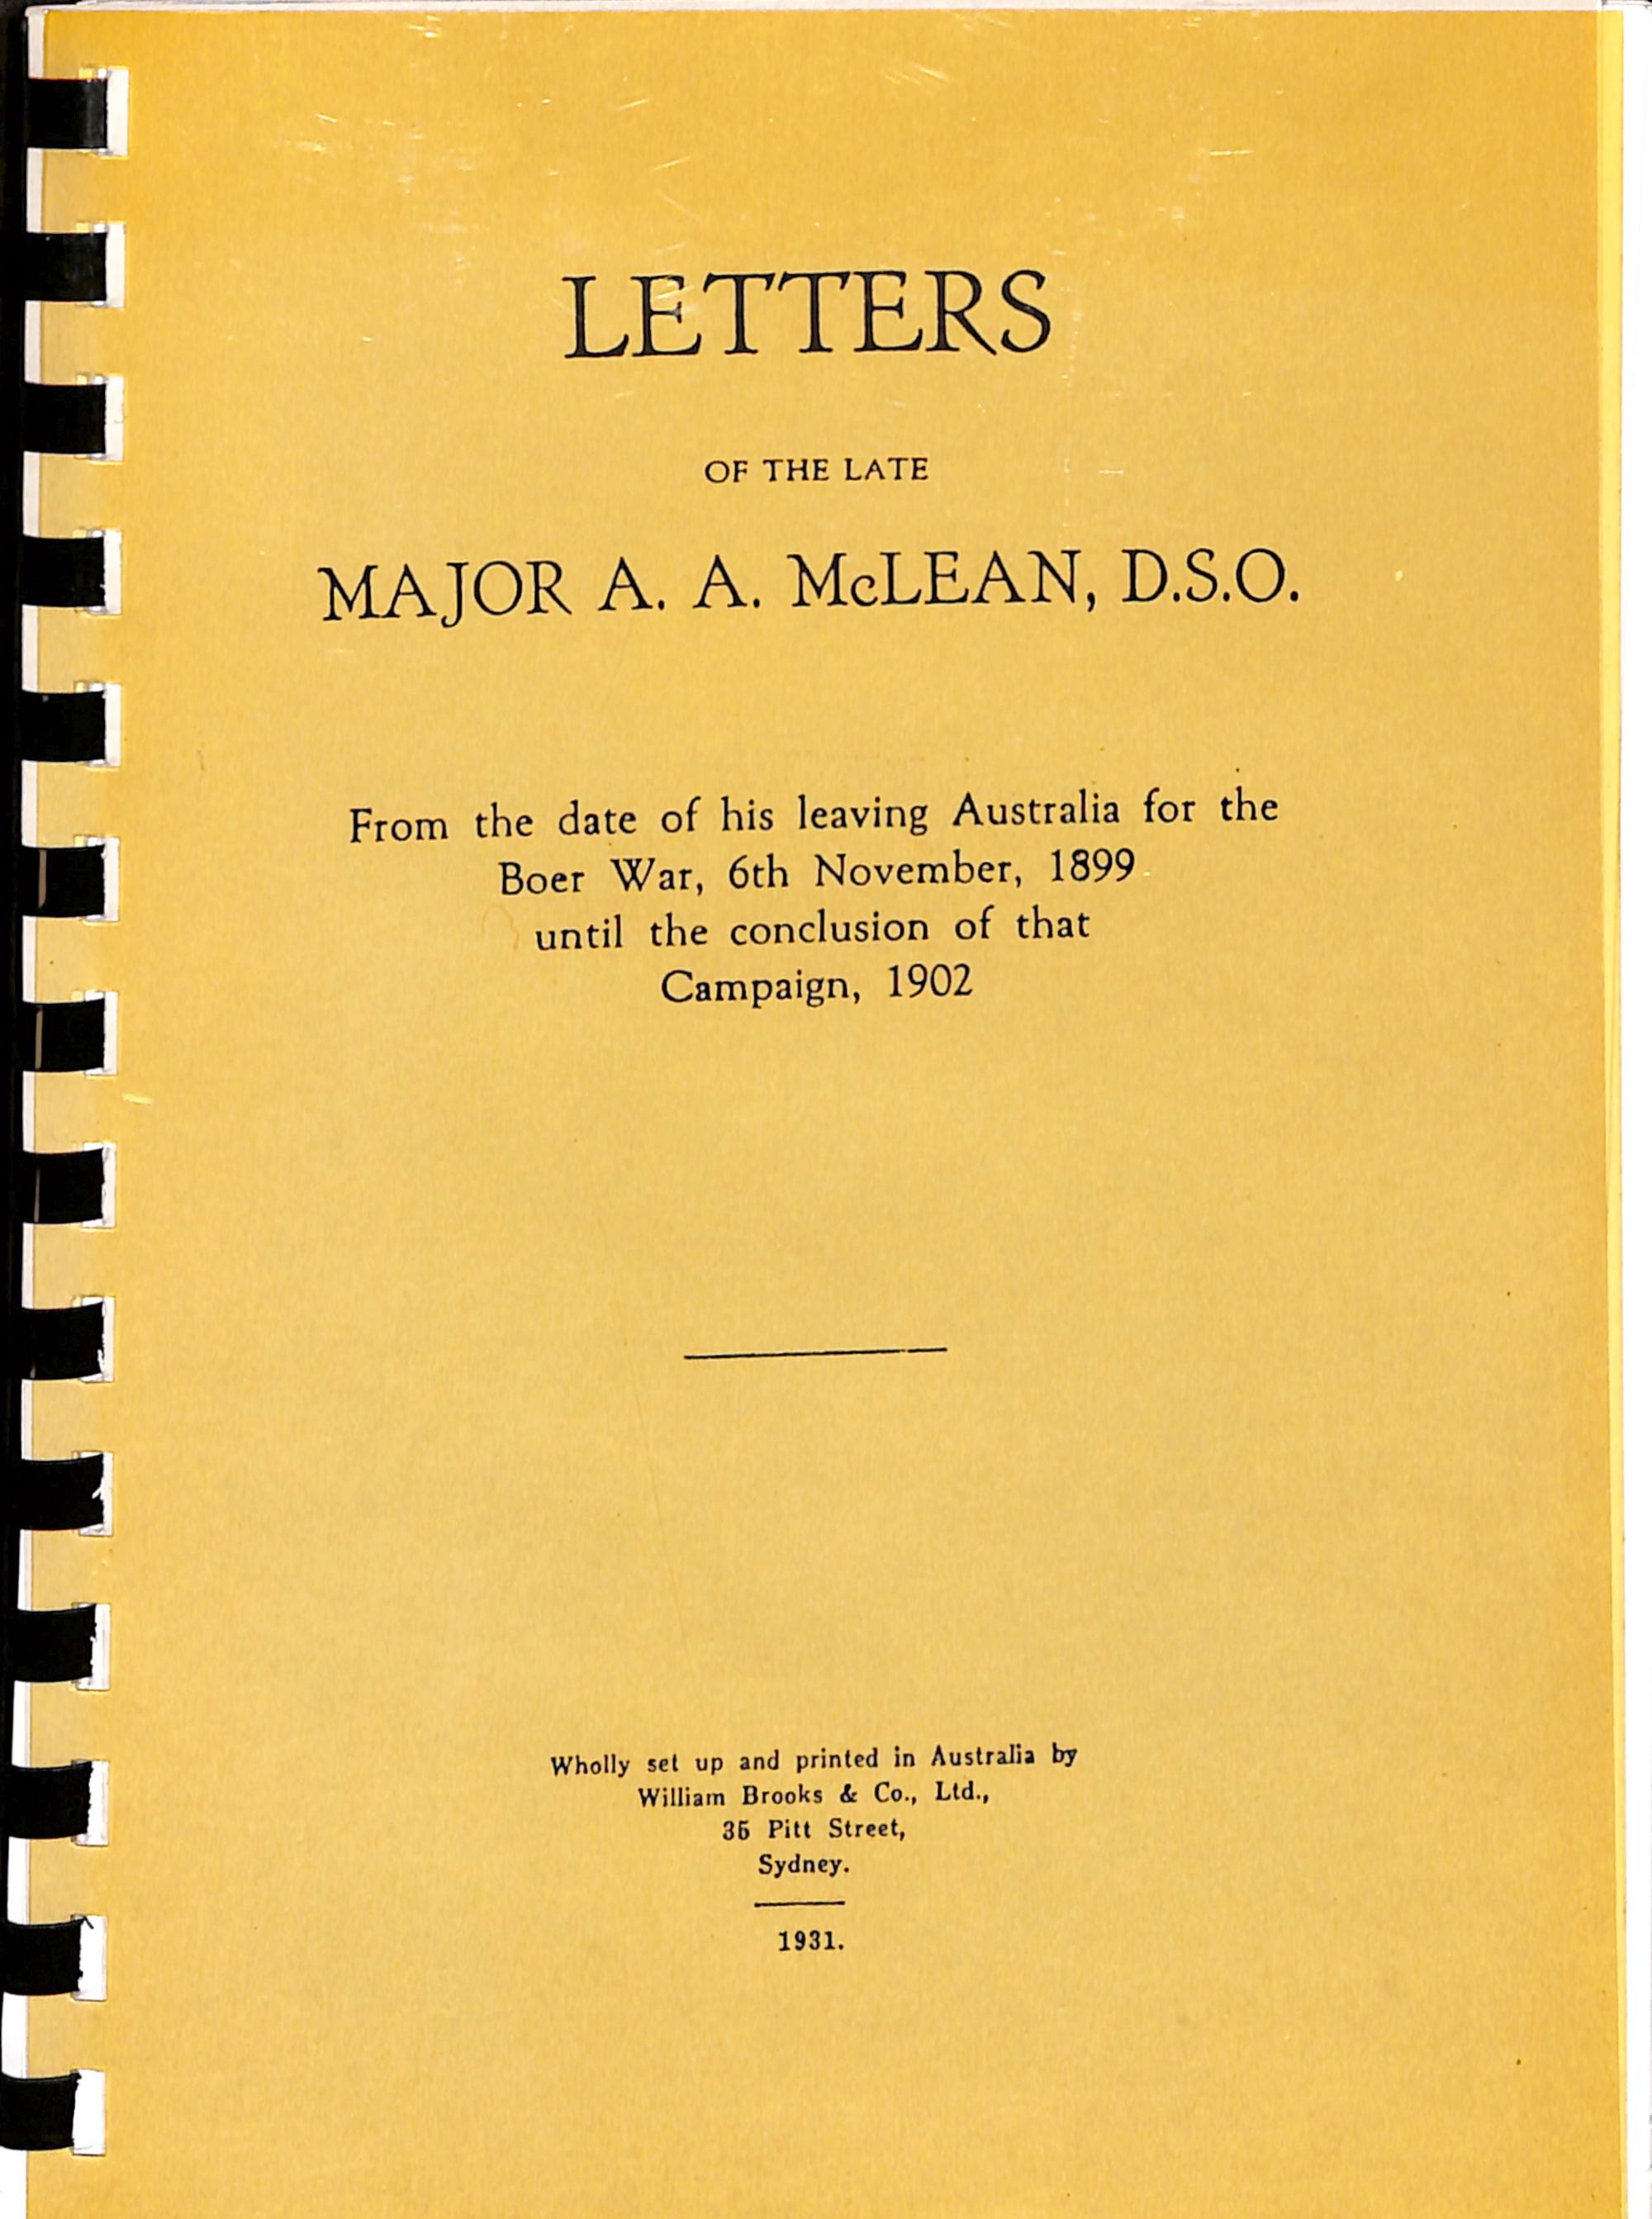 LETTERS
OF THE LATE
MAJOR A. A. McLEAN, D.S.O.
From the date of his leaving Australia for the
Boer War, 6th November, 1899
until the conclusion of that
Campaign, 1902
Wholly set up and printed in Australia by
William Brooks & Co., Ltd.,
35 Pitt Street,
Sydney.
1931.